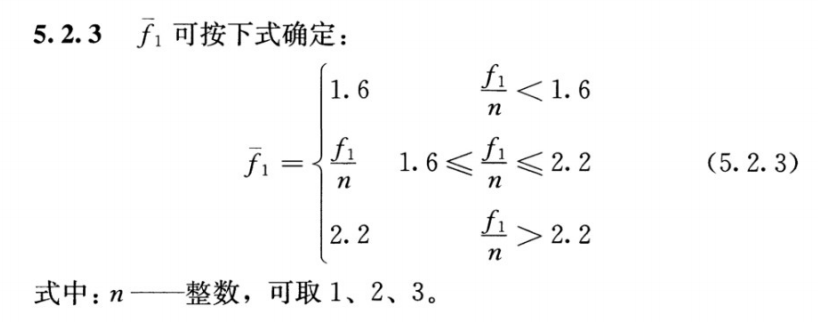 5.2.3 f̄₁ 可按下式确定：
1.6 f₁/n < 1.6
f̄₁ = { f₁/n 1.6 ⩽ f₁/n ⩽ 2.2 (5.2.3)
2.2 f₁/n > 2.2
式中：n——整数，可取 1、2、3。